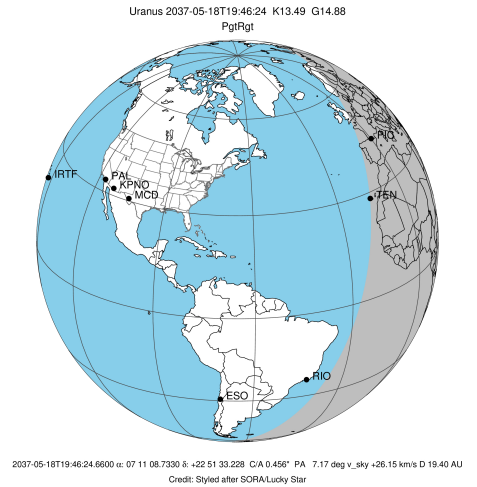 Uranus 2037-05-18T19:46:24 K13.49 G14.88
PgtRgt
PIC
IRTF
PAL
KPNO
MCD
TEN
RIO
ESO
2037-05-18T19:46:24.6600 α: 07 11 08.7330 δ: +22 51 33.228 C/A 0.456" PA 7.17 deg v_sky +26.15 km/s D 19.40 AU
Credit: Styled after SORA/Lucky Star